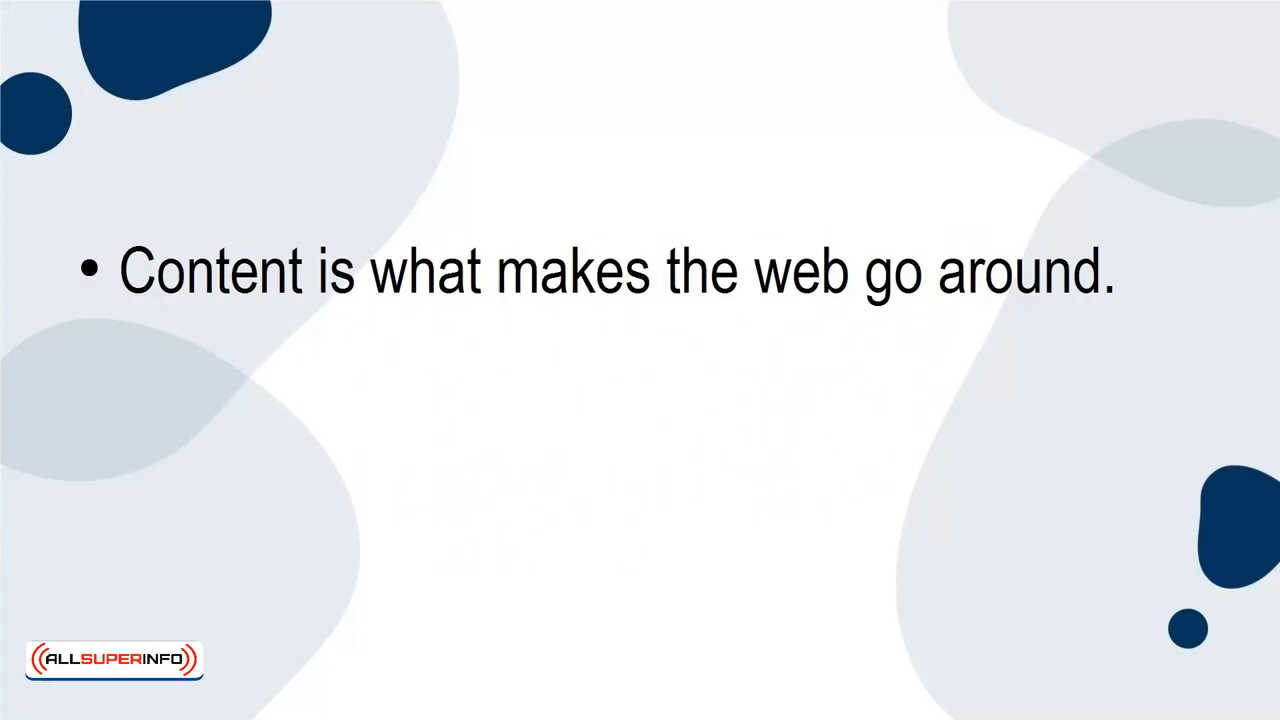 • Content is what makes the web go around.
ALLSUPERINFO